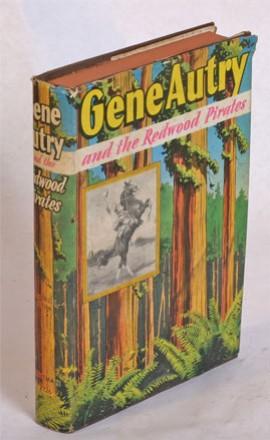 Gene Autry
and the Redwood Pirates
Gene
Autry
and the
Redwood
Pirates